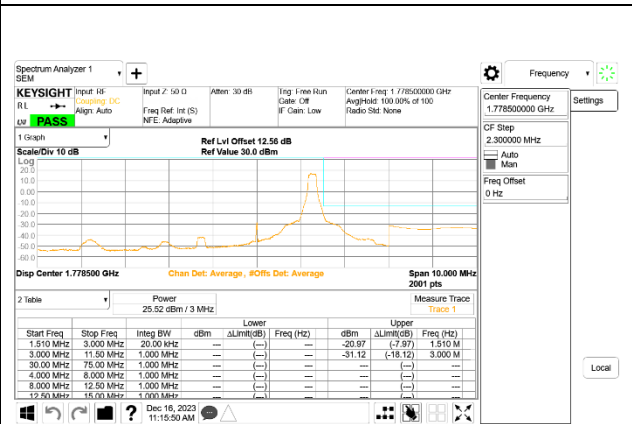 Spectrum Analyzer 1
SEM
Frequency
KEYSIGHT
RL
PASS
Input: RF
Coupling: DC
Align: Auto
Input Z: 50 Ω
Freq Ref: Int (S)
NFE: Adaptive
Atten: 30 dB
Trig: Free Run
Gate: Off
IF Gain: Low
Center Freq: 1.778500000 GHz
Avg|Hold: 100.00% of 100
Radio Std: None
Center Frequency
1.778500000 GHz
Settings
CF Step
2.300000 MHz
Auto
Man
Freq Offset
0 Hz
Local
1 Graph
Scale/Div 10 dB
Ref Lvl Offset 12.56 dB
Ref Value 30.0 dBm
Log
20.0
10.0
0.00
-10.0
-20.0
-30.0
-40.0
-50.0
-60.0
Disp Center 1.778500 GHz
Chan Det: Average , #Offs Det: Average
Span 10.000 MHz
2001 pts
2 Table
Power
25.52 dBm / 3 MHz
Measure Trace
Trace 1
Lower Upper
Start Freq Stop Freq Integ BW dBm ΔLimit(dB) Freq (Hz) dBm ΔLimit(dB) Freq (Hz)
1.510 MHz 3.000 MHz 20.00 kHz --- (---) --- -20.97 (-7.97) 1.510 M
3.000 MHz 11.50 MHz 1.000 MHz --- (---) --- -31.12 (-18.12) 3.000 M
30.00 MHz 75.00 MHz 1.000 MHz --- (---) --- --- (---) ---
4.000 MHz 8.000 MHz 1.000 MHz --- (---) --- --- (---) ---
8.000 MHz 12.50 MHz 1.000 MHz --- (---) --- --- (---) ---
12.50 MHz 15.00 MHz 1.000 MHz --- (---) --- --- (---) ---
Dec 16, 2023
11:15:50 AM